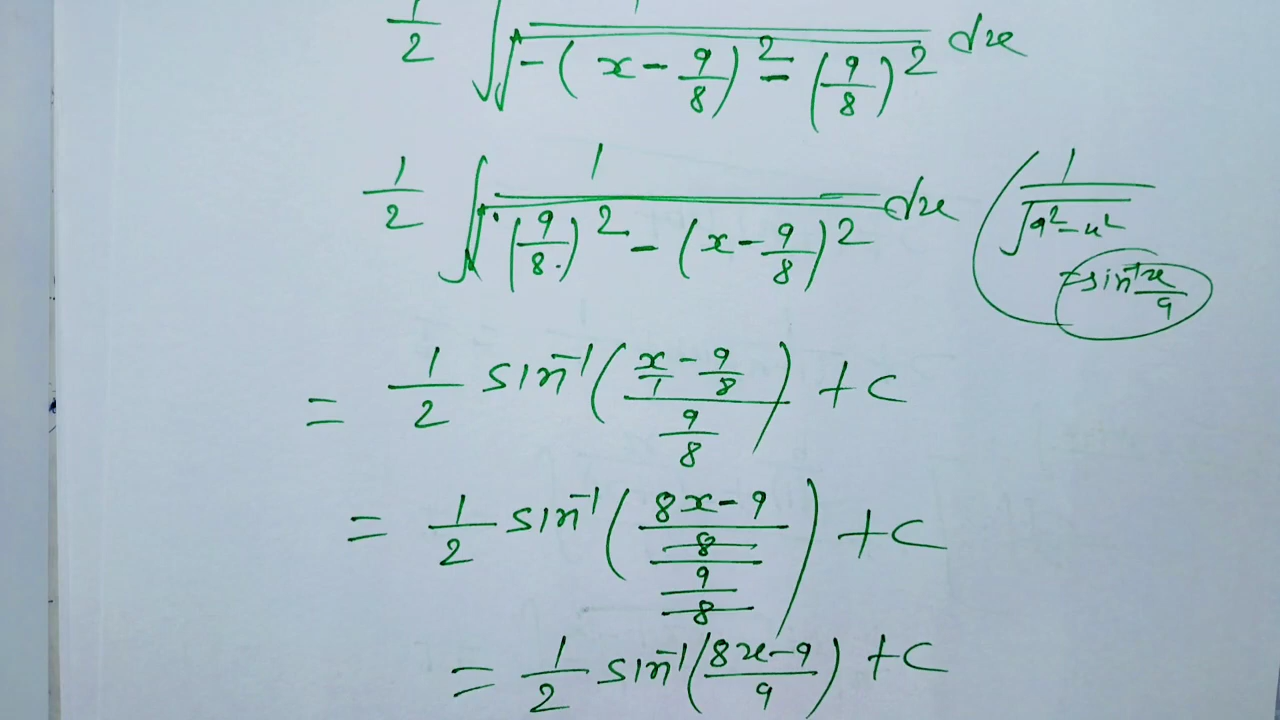 1/2 ∫ 1/√(-(x - 9/8)² - (9/8)²) dx
1/2 ∫ 1/√((9/8)² - (x - 9/8)²) dx
1/√(a² - x²)
= sin⁻¹ x/a
= 1/2 sin⁻¹((x/1 - 9/8)/(9/8)) + C
= 1/2 sin⁻¹(((8x - 9)/8)/(9/8)) + C
= 1/2 sin⁻¹((8x - 9)/9) + C